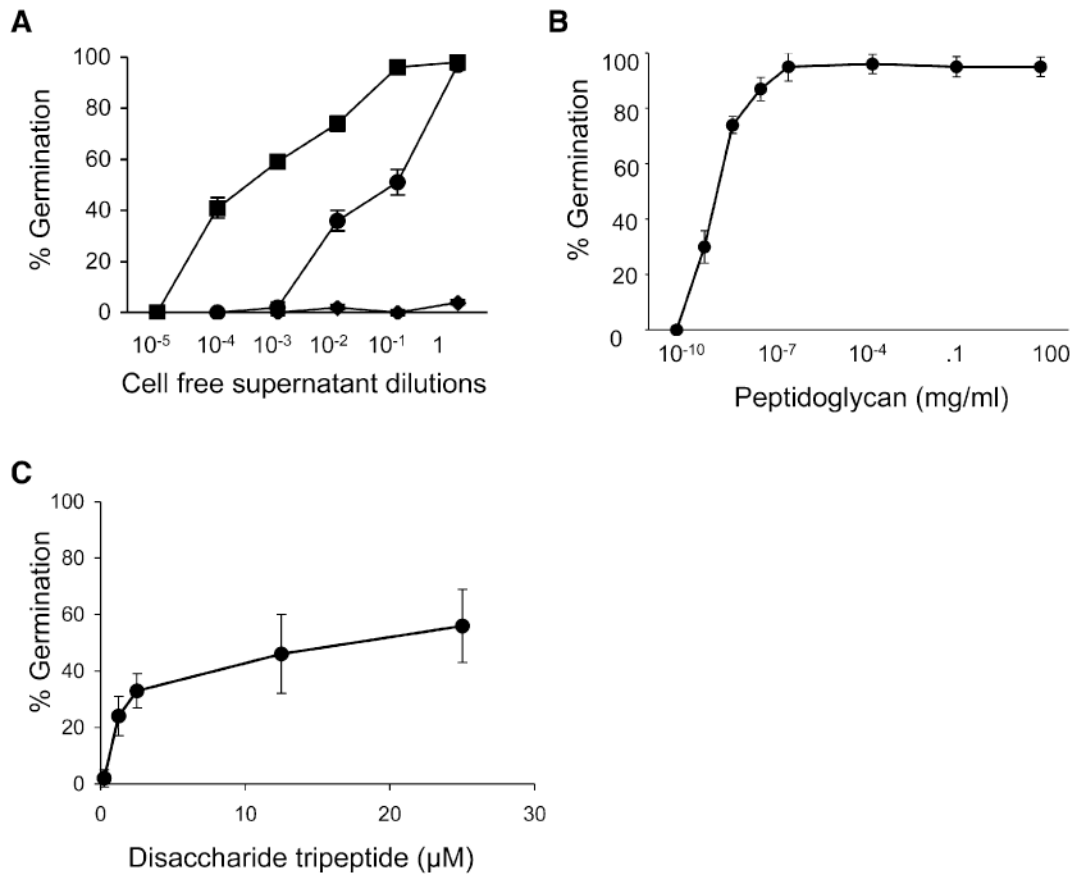 A
% Germination
100
80
60
40
20
0
10⁻⁵ 10⁻⁴ 10⁻³ 10⁻² 10⁻¹ 1
Cell free supernatant dilutions
B
% Germination
100
80
60
40
20
0
10⁻¹⁰ 10⁻⁷ 10⁻⁴ .1 100
Peptidoglycan (mg/ml)
C
% Germination
100
80
60
40
20
0
0 10 20 30
Disaccharide tripeptide (µM)